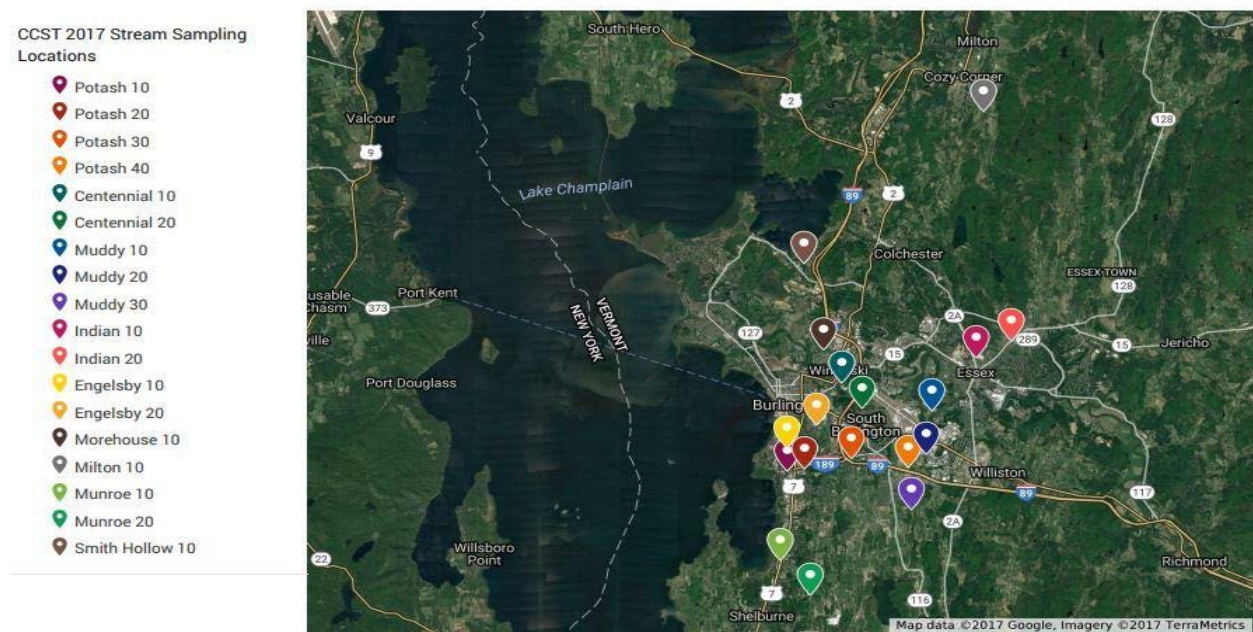 CCST 2017 Stream Sampling
Locations
Potash 10
Potash 20
Potash 30
Potash 40
Centennial 10
Centennial 20
Muddy 10
Muddy 20
Muddy 30
Indian 10
Indian 20
Engelsby 10
Engelsby 20
Morehouse 10
Milton 10
Munroe 10
Munroe 20
Smith Hollow 10
South Hero
Milton
Cozy Corner
2
Valcour
128
9
Lake Champlain
89
2
Colchester
ESSEX TOWN
128
usable
Chasm
Port Kent
373
VERMONT
NEW YORK
2A
289
127
15
15
Jericho
ville
Essex
Port Douglass
Burling
South
Williston
189
89
7
89
117
2A
22
Willsboro
Point
Richmond
7
116
Shelburne
Map data ©2017 Google, Imagery ©2017 TerraMetrics